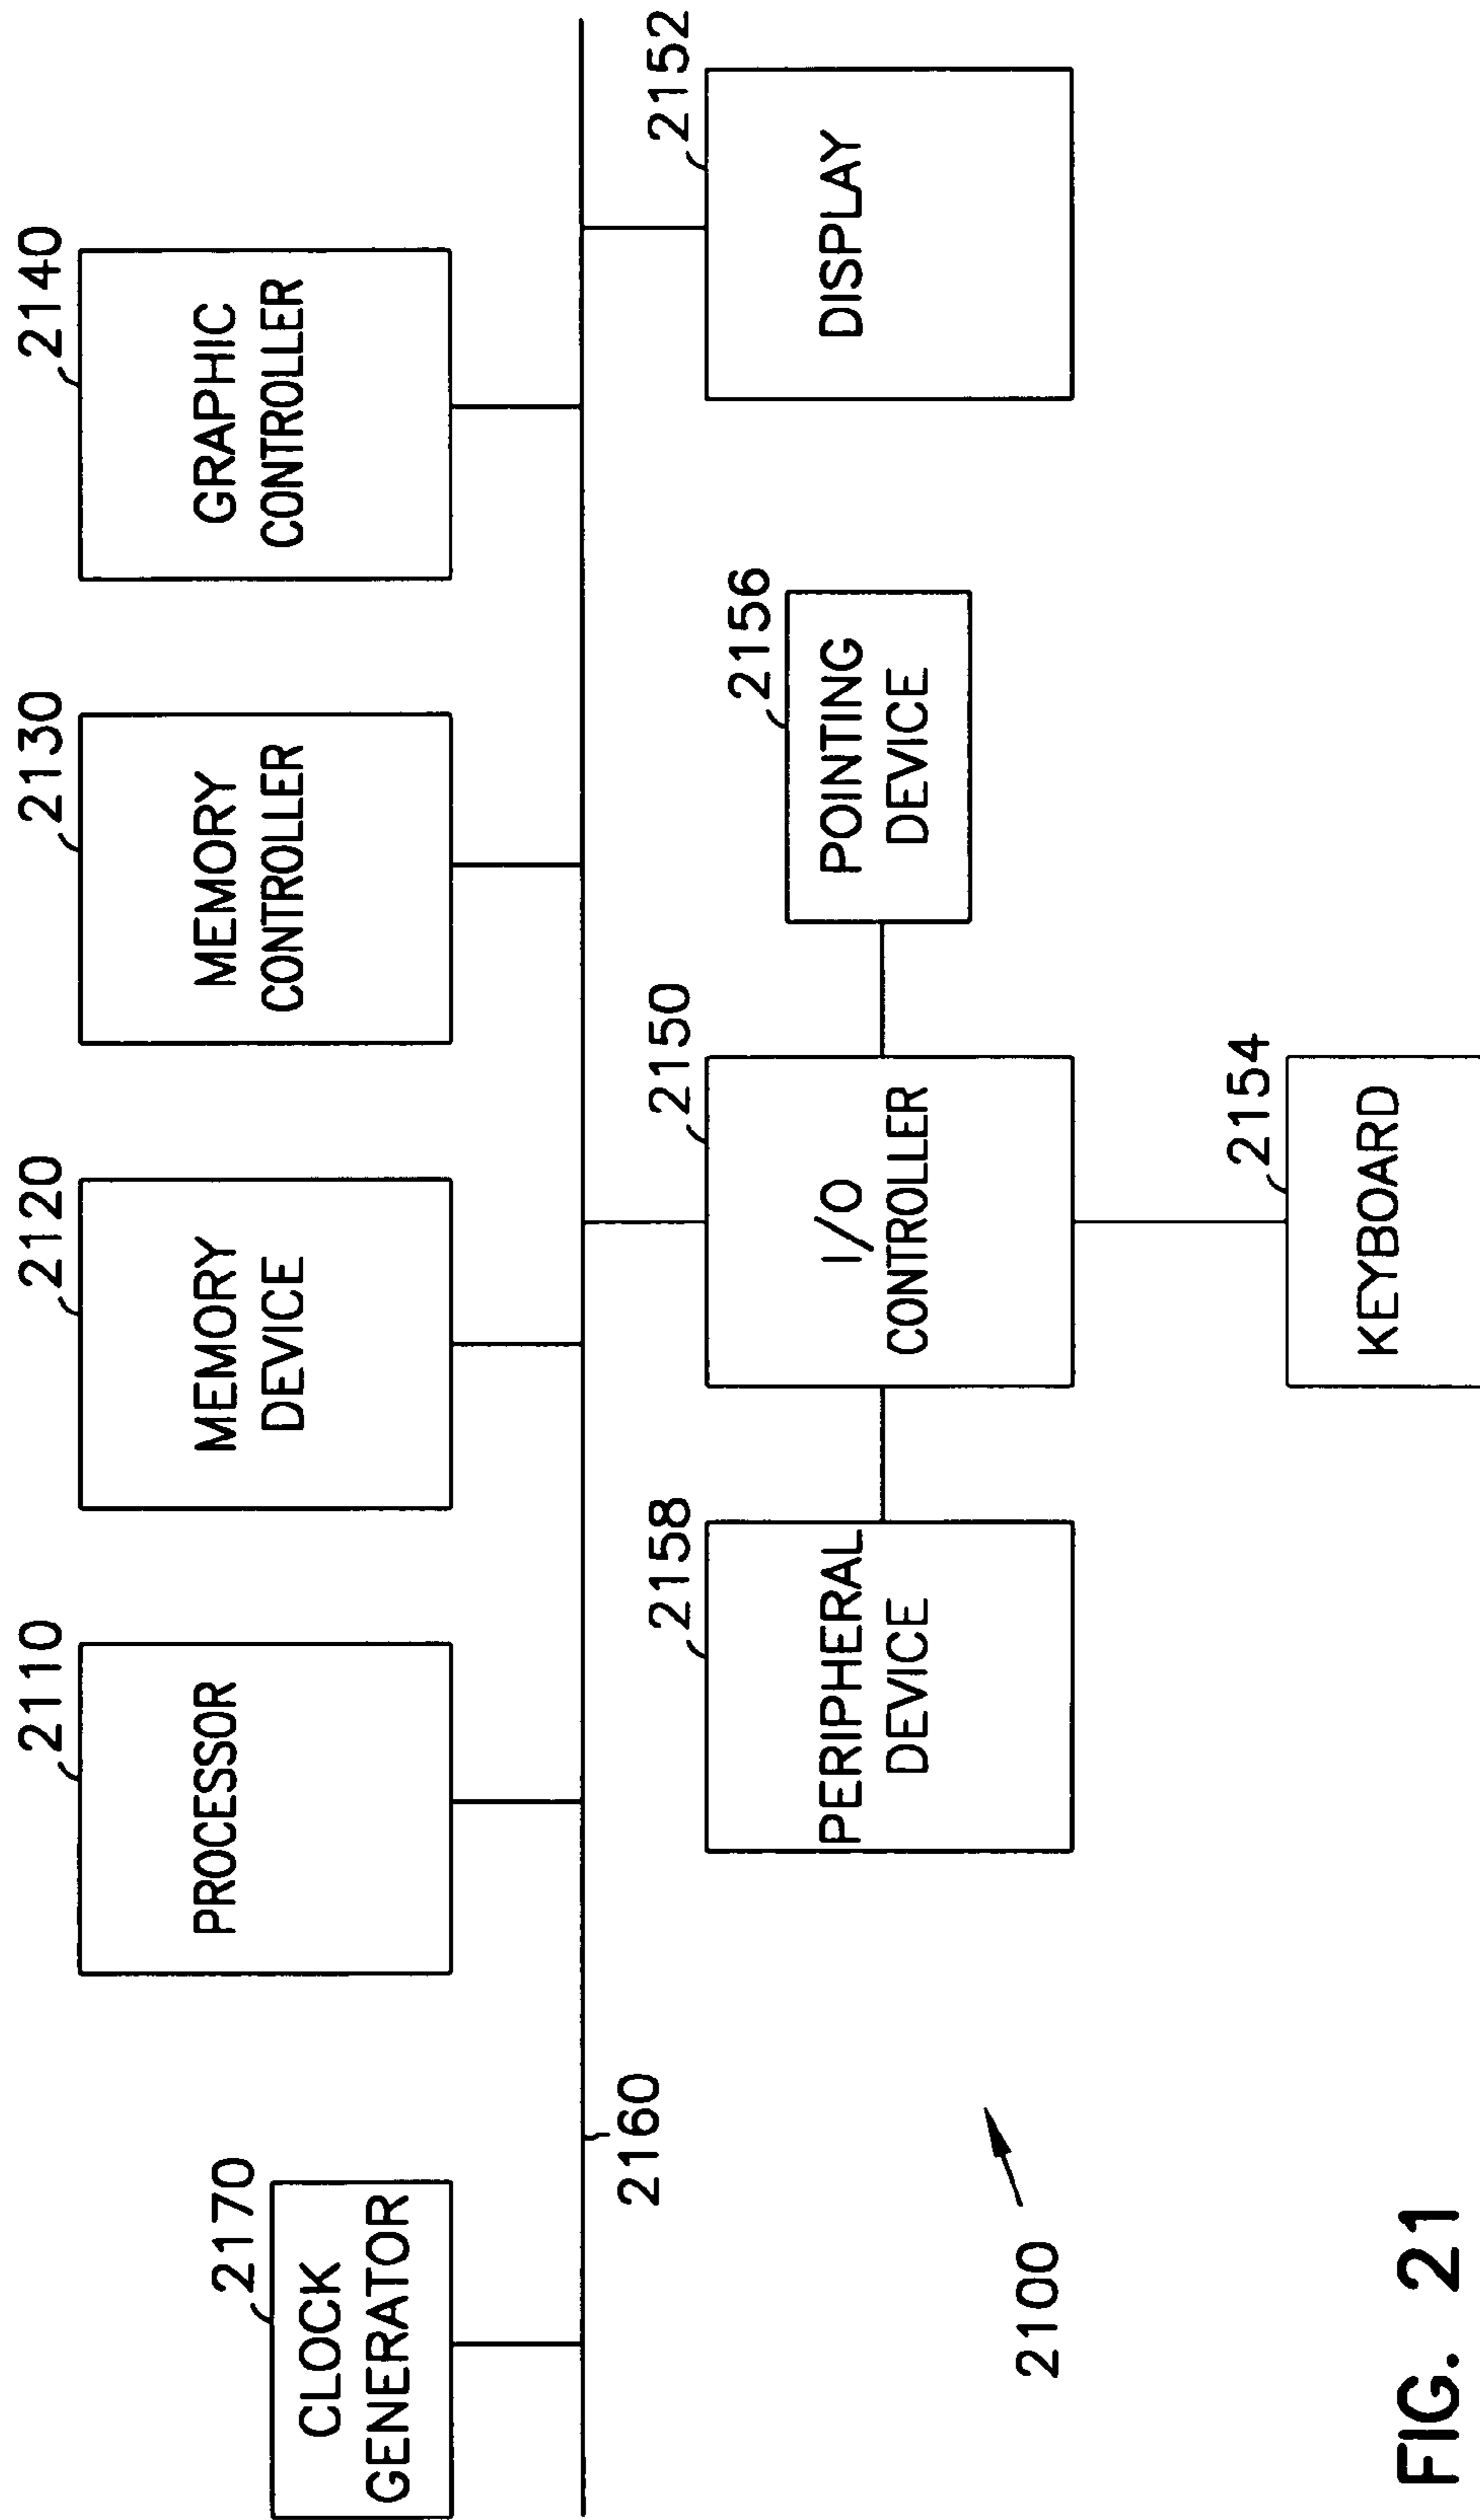 2140
GRAPHIC
CONTROLLER
2130
MEMORY
CONTROLLER
2120
MEMORY
DEVICE
2110
PROCESSOR
2170
CLOCK
GENERATOR
2160
2152
DISPLAY
2156
POINTING
DEVICE
2150
I/O
CONTROLLER
2158
PERIPHERAL
DEVICE
2154
KEYBOARD
2100
FIG. 21